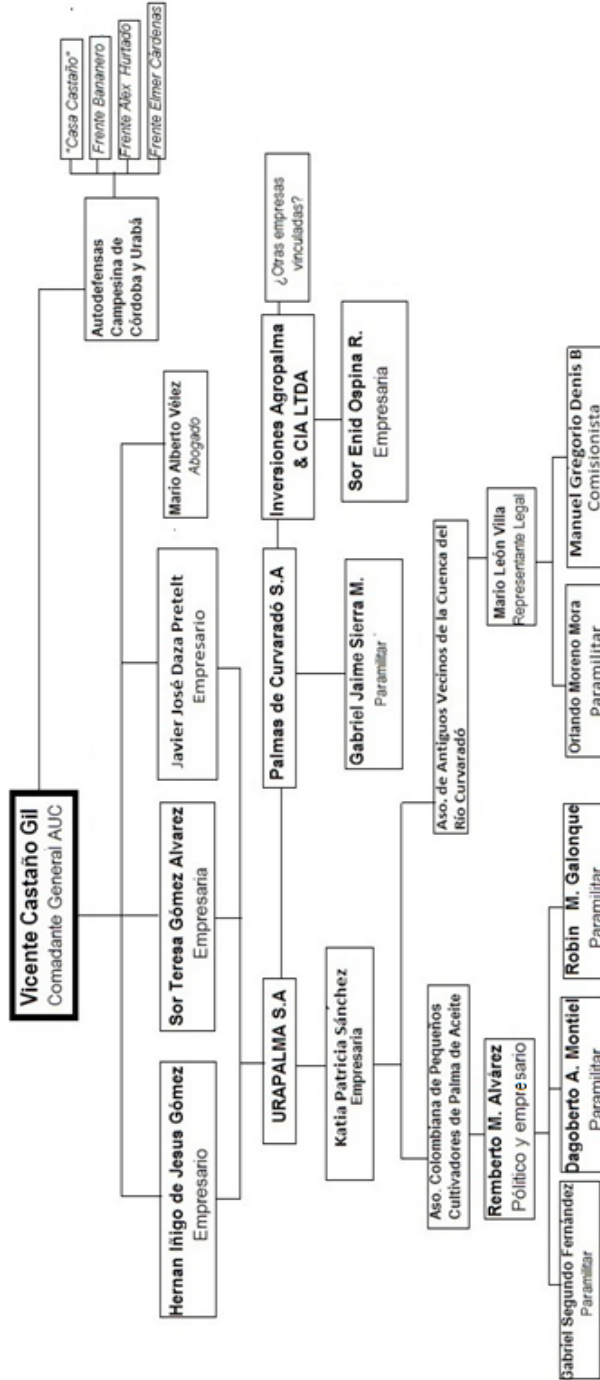 Vicente Castaño Gil
Comadante General AUC
Autodefensas
Campesina de
Córdoba y Urabá
"Casa Castaño"
Frente Bananero
Frente Alex Hurtado
Frente Elmer Cárdenas
Hernan Iñigo de Jesus Gómez
Empresario
Sor Teresa Gómez Alvarez
Empresaria
Javier José Daza Pretelt
Empresario
Mario Alberto Vélez
Abogado
URAPALMA S.A
Palmas de Curvaradó S.A
Inversiones Agropalma
& CIA LTDA
¿Otras empresas
vinculadas?
Katia Patricia Sánchez
Empresaria
Gabriel Jaime Sierra M.
Paramilitar
Sor Enid Ospina R.
Empresaria
Aso. Colombiana de Pequeños
Cultivadores de Palma de Aceite
Aso. de Antiguos Vecinos de la Cuenca del
Río Curvaradó
Remberto M. Alvárez
Pólitico y empresario
Mario León Villa
Representante Legal
Gabriel Segundo Fernández
Paramilitar
Dagoberto A. Montiel
Paramilitar
Robin M. Galonque
Paramilitar
Orlando Moreno Mora
Paramilitar
Manuel Gregorio Denis B
Comisionista